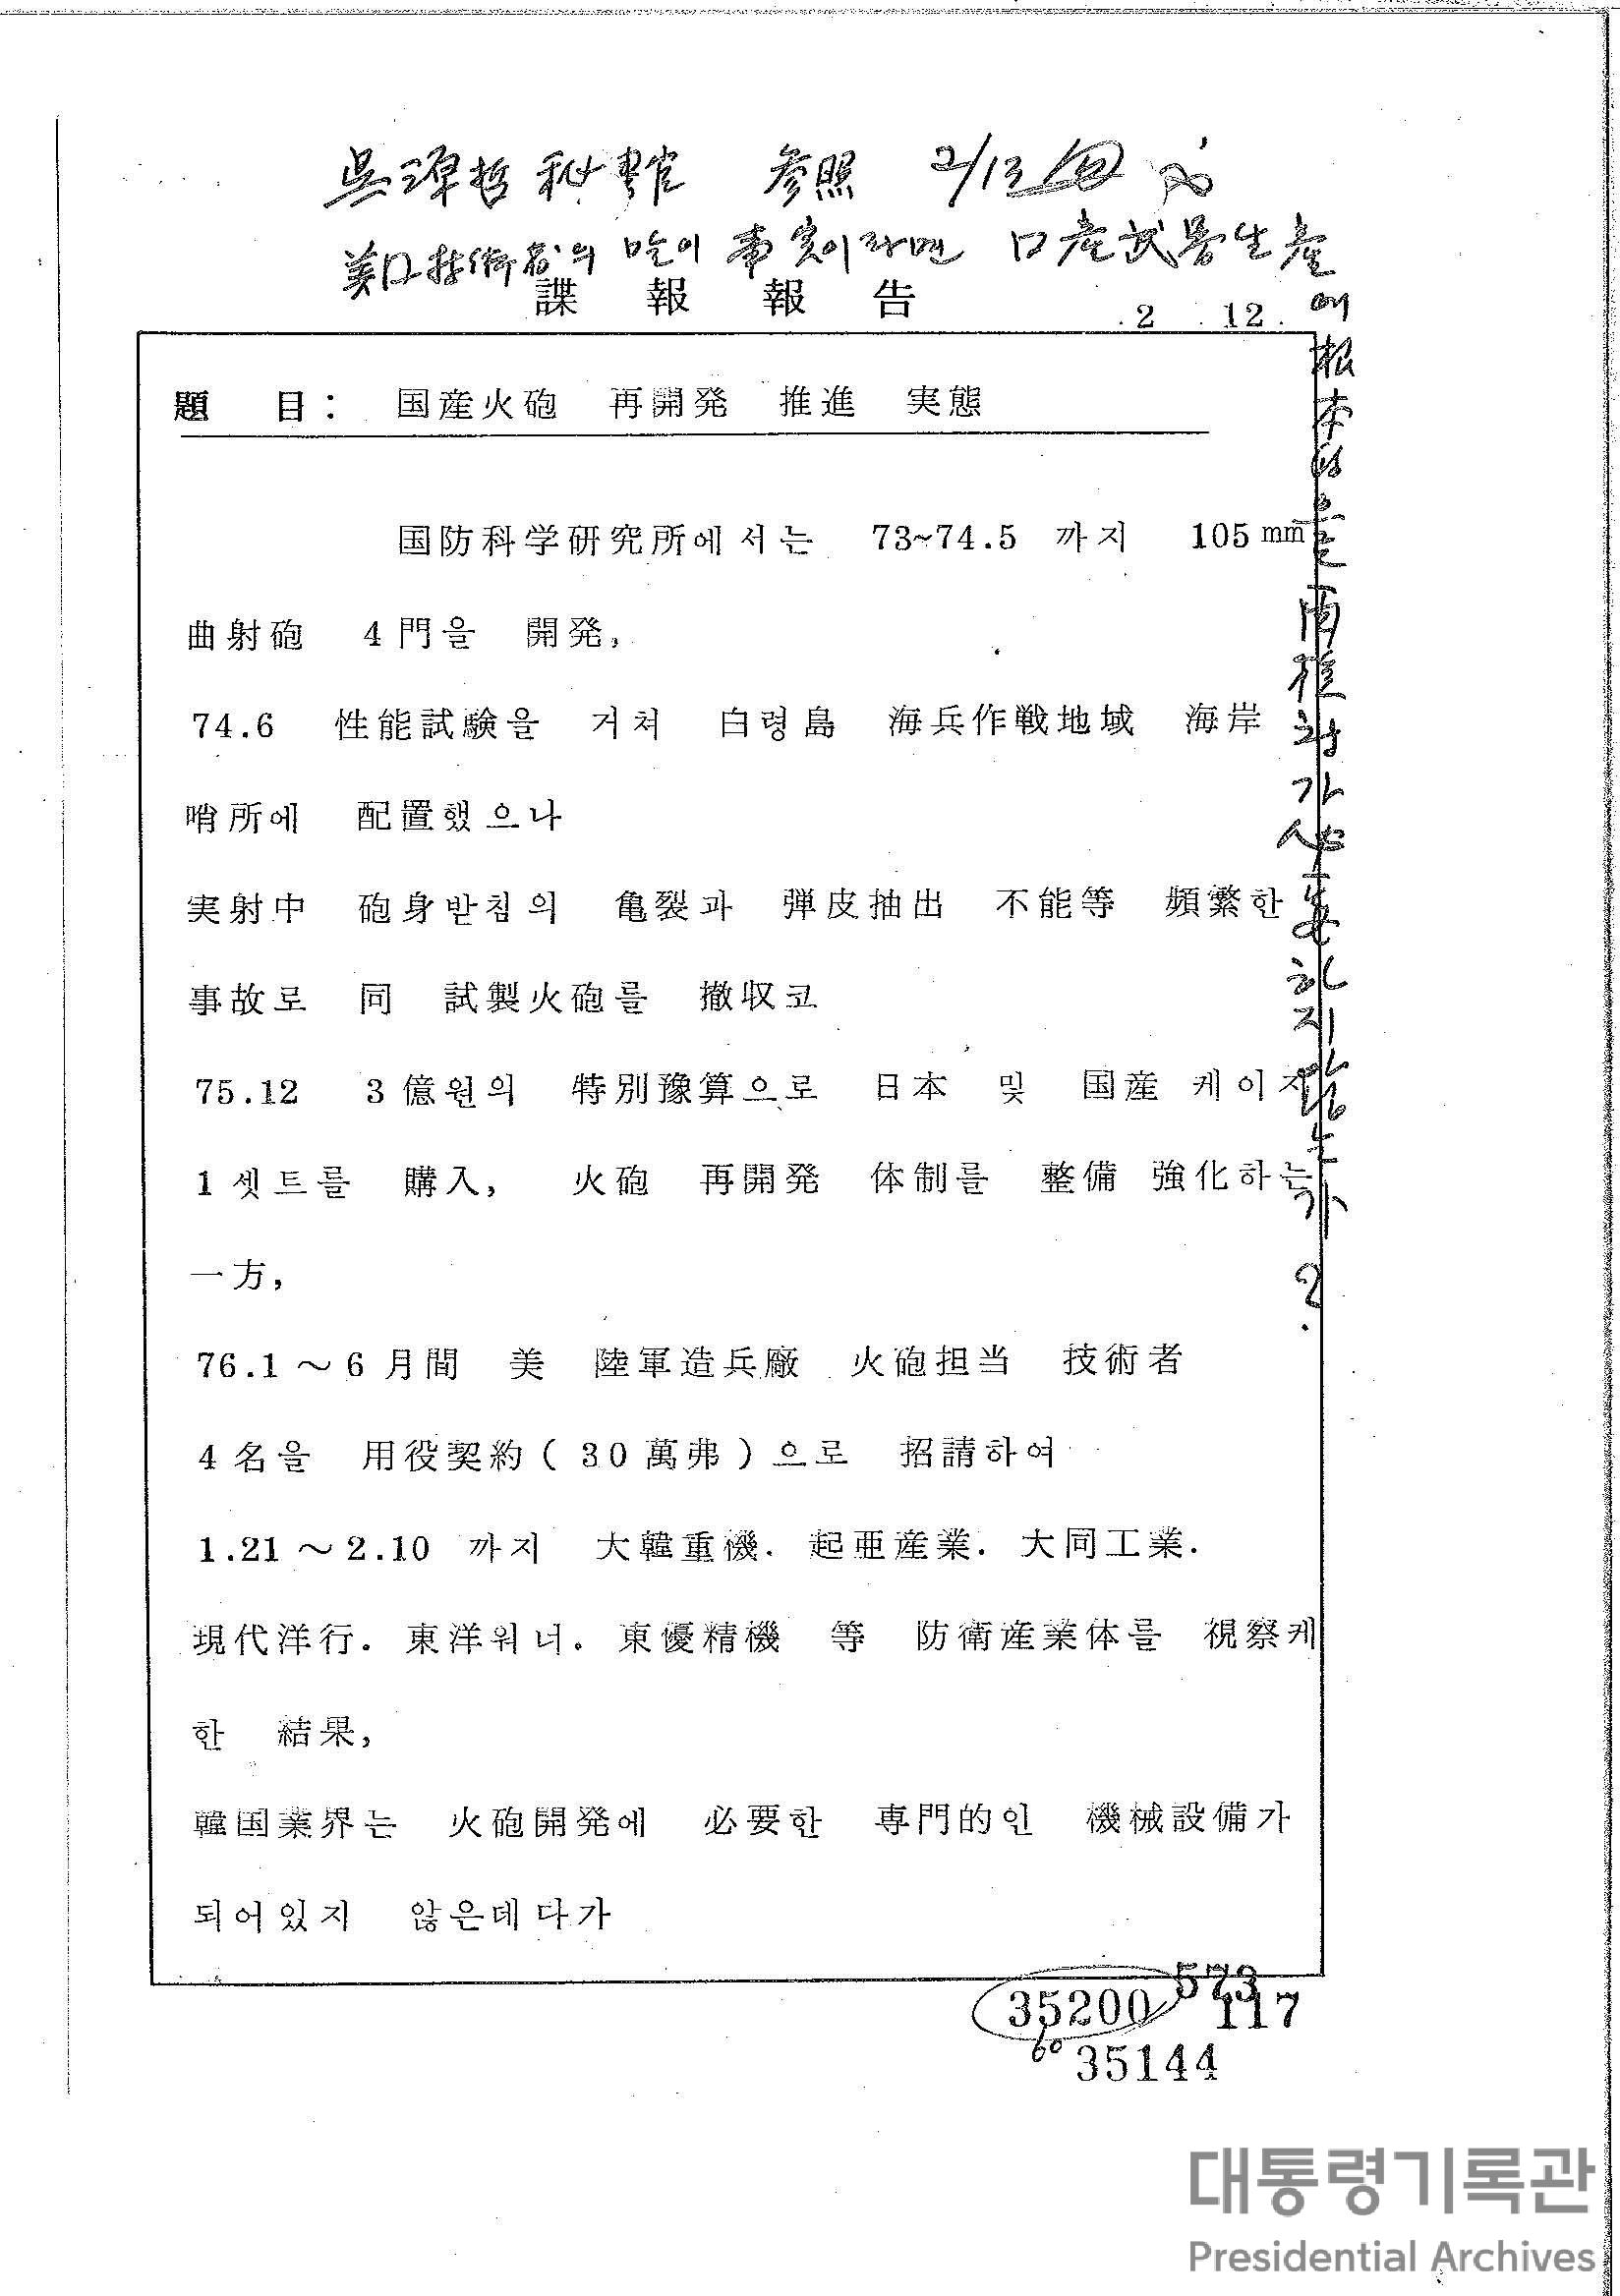 吳源哲 秘書官 参照 2/13
美口技術者의 말이 事実이라면 口産武器生産
에 根本的으로 再檢討가 必要하지 않는가?
諜報報告
. 2 . 12 .
題 目 : 国産火砲 再開発 推進 実態
国防科学研究所에서는 73~74.5 까지 105 mm
曲射砲 4 門을 開発,
74.6 性能試験을 거쳐 白령島 海兵作戦地域 海岸
哨所에 配置했으나
実射中 砲身받침의 亀裂과 弾皮抽出 不能等 頻繁한
事故로 同 試製火砲를 撤収코
75.12 3 億원의 特別豫算으로 日本 및 国産 케이지
1 셋트를 購入, 火砲 再開発 体制를 整備 強化하는
一方,
76.1 ~ 6 月間 美 陸軍造兵廠 火砲担当 技術者
4 名을 用役契約 ( 30 萬弗 ) 으로 招請하여
1.21 ~ 2.10 까지 大韓重機. 起亜産業. 大同工業.
現代洋行. 東洋워너. 東優精機 等 防衛産業体를 視察케
한 結果,
韓国業界는 火砲開発에 必要한 専門的인 機械設備가
되어있지 않은데다가
573
35200 117
60 35144
대통령기록관
Presidential Archives